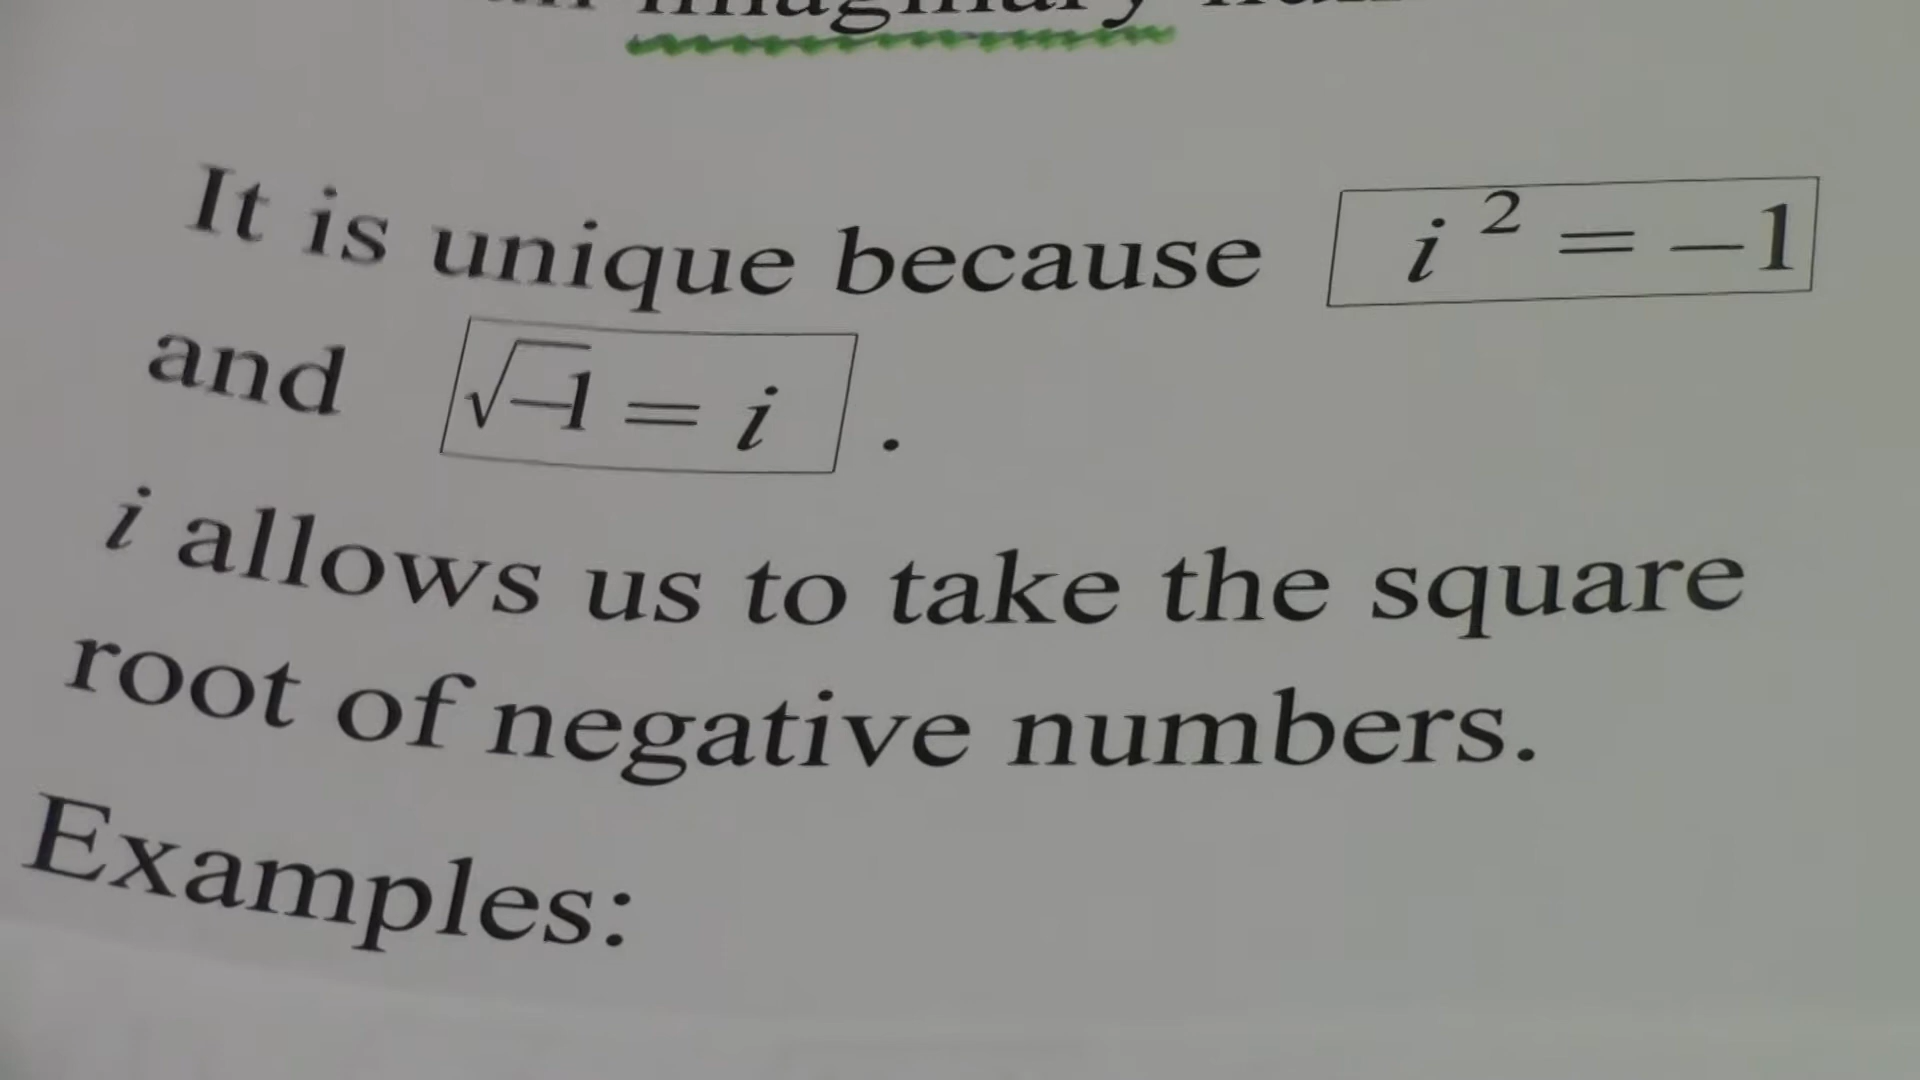 imaginary
It is unique because i² = −1
and √−1 = i .
i allows us to take the square
root of negative numbers.
Examples: